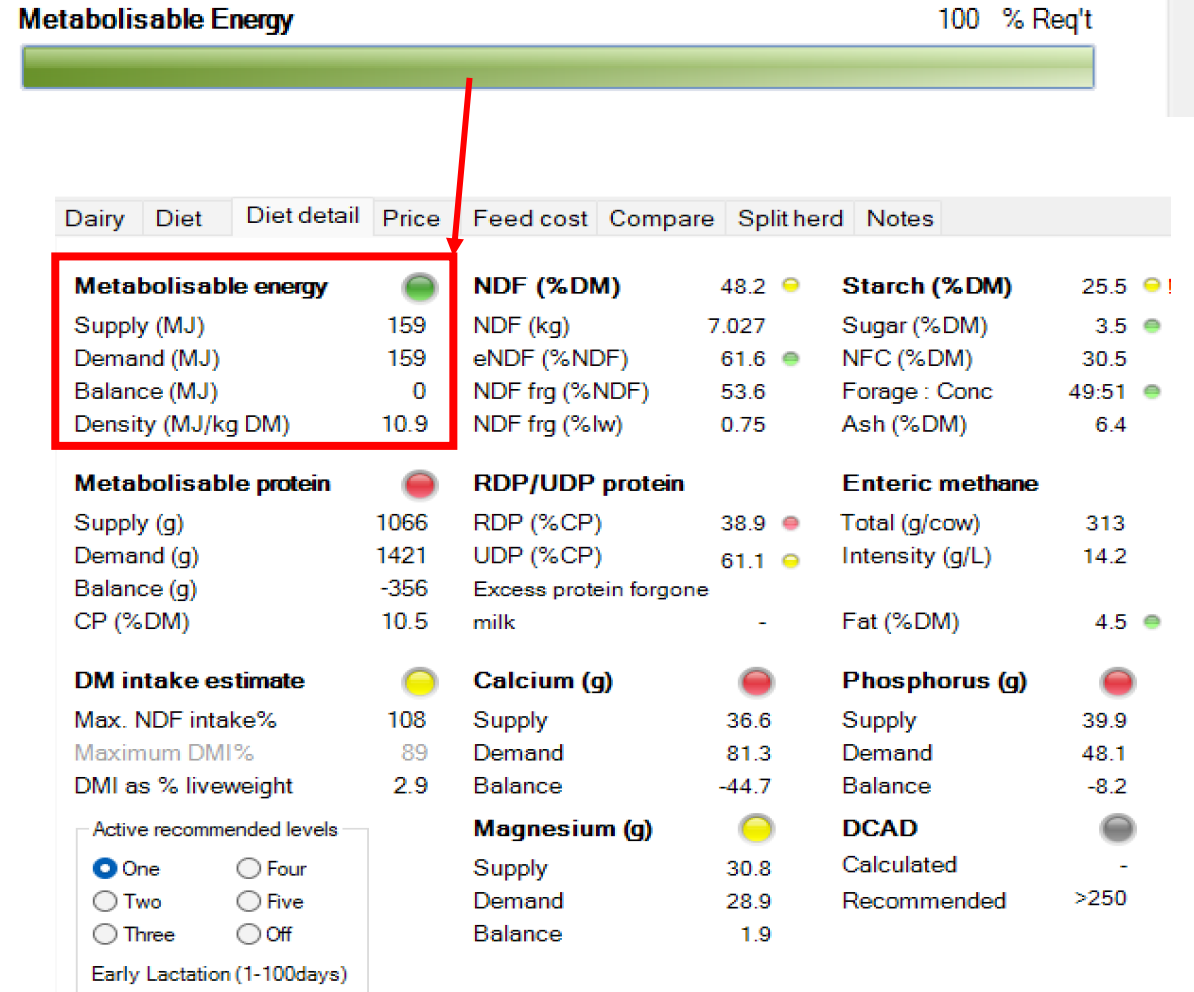 Metabolisable Energy 100 % Req't
Dairy Diet Diet detail Price Feed cost Compare Split herd Notes
Metabolisable energy
Supply (MJ) 159
Demand (MJ) 159
Balance (MJ) 0
Density (MJ/kg DM) 10.9
NDF (%DM) 48.2
NDF (kg) 7.027
eNDF (%NDF) 61.6
NDF frg (%NDF) 53.6
NDF frg (%lw) 0.75
Starch (%DM) 25.5 !
Sugar (%DM) 3.5
NFC (%DM) 30.5
Forage : Conc 49:51
Ash (%DM) 6.4
Metabolisable protein
Supply (g) 1066
Demand (g) 1421
Balance (g) -356
CP (%DM) 10.5
RDP/UDP protein
RDP (%CP) 38.9
UDP (%CP) 61.1
Excess protein forgone
milk -
Enteric methane
Total (g/cow) 313
Intensity (g/L) 14.2
Fat (%DM) 4.5
DM intake estimate
Max. NDF intake% 108
Maximum DMI% 89
DMI as % liveweight 2.9
Calcium (g)
Supply 36.6
Demand 81.3
Balance -44.7
Phosphorus (g)
Supply 39.9
Demand 48.1
Balance -8.2
Active recommended levels
One Four
Two Five
Three Off
Early Lactation (1-100days)
Magnesium (g)
Supply 30.8
Demand 28.9
Balance 1.9
DCAD
Calculated -
Recommended >250